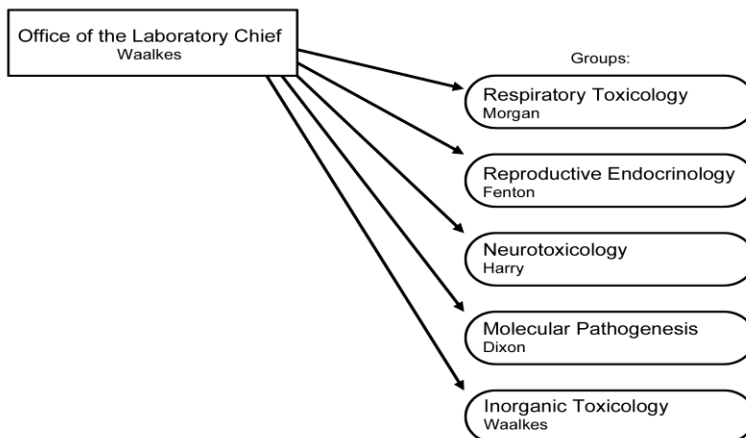 Office of the Laboratory Chief
Waalkes
Groups:
Respiratory Toxicology
Morgan
Reproductive Endocrinology
Fenton
Neurotoxicology
Harry
Molecular Pathogenesis
Dixon
Inorganic Toxicology
Waalkes